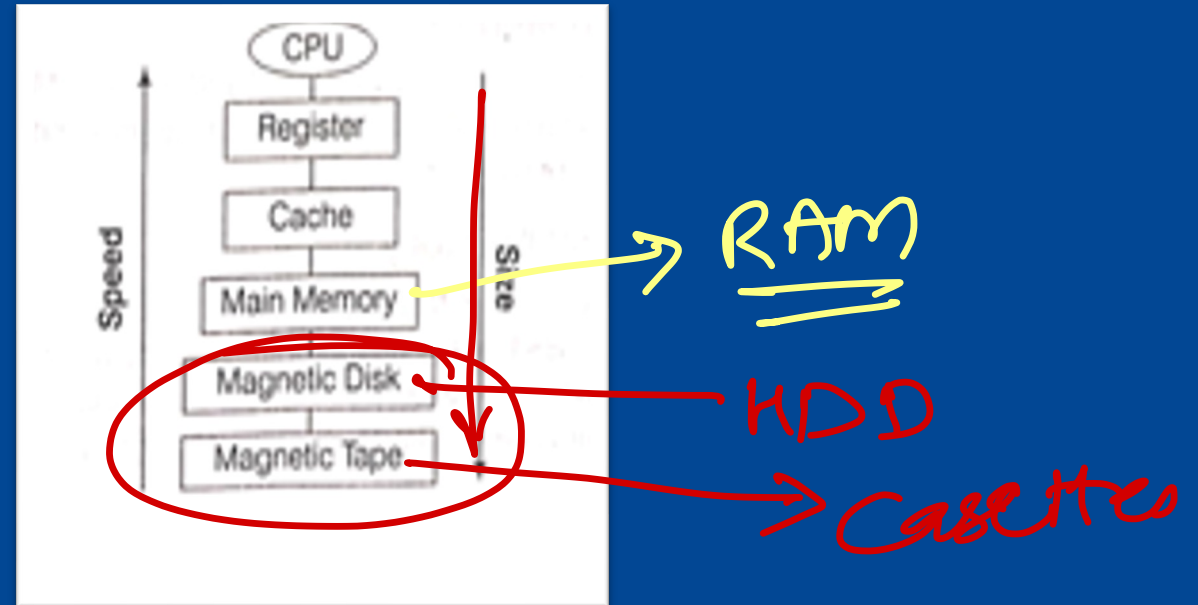 CPU
Register
Cache
Speed
Size
RAM
Main Memory
Magnetic Disk
HDD
Magnetic Tape
Casettes